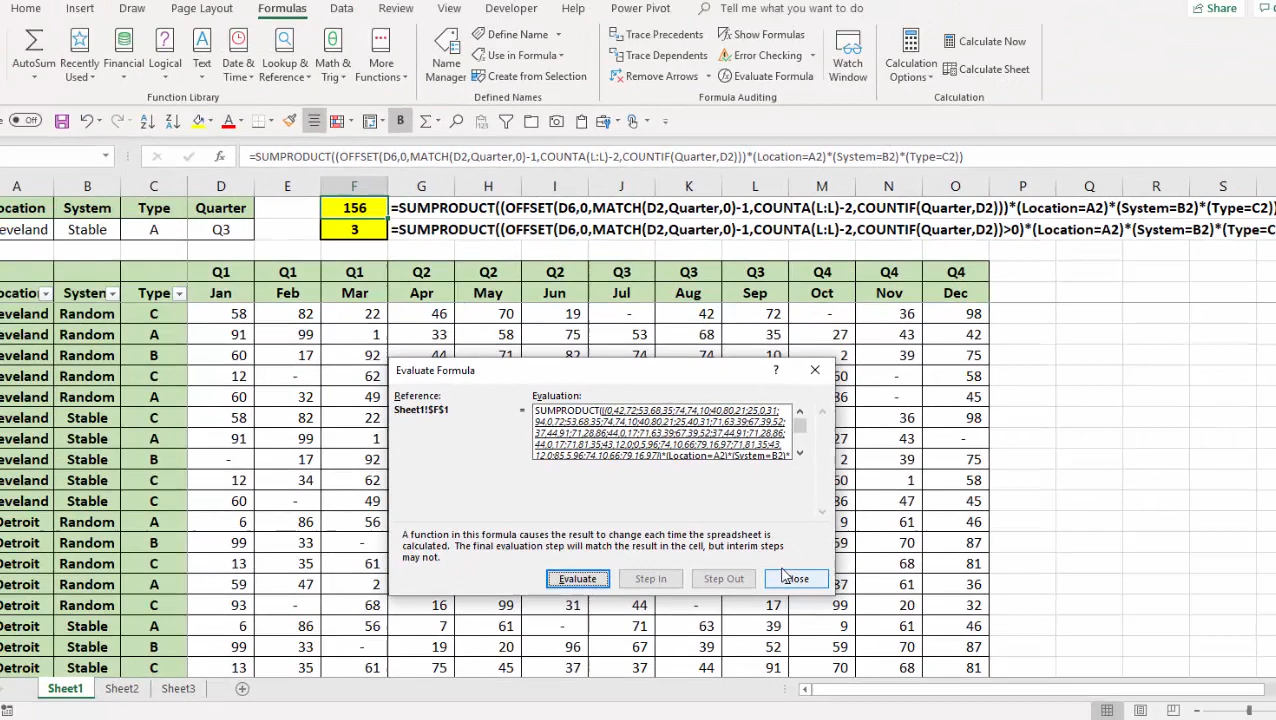 Home Insert Draw Page Layout Formulas Data Review View Developer Help Power Pivot Tell me what you want to do Share
AutoSum Recently Used Financial Logical Text Date & Time Lookup & Reference Math & Trig More Functions
Function Library
Name Manager
Define Name
Use in Formula
Create from Selection
Defined Names
Trace Precedents Show Formulas
Trace Dependents Error Checking
Remove Arrows Evaluate Formula
Watch Window
Formula Auditing
Calculation Options
Calculate Now
Calculate Sheet
Calculation
Off
=SUMPRODUCT((OFFSET(D6,0,MATCH(D2,Quarter,0)-1,COUNTA(L:L)-2,COUNTIF(Quarter,D2)))*(Location=A2)*(System=B2)*(Type=C2))
A B C D E F G H I J K L M N O P Q R S
ocation System Type Quarter 156 =SUMPRODUCT((OFFSET(D6,0,MATCH(D2,Quarter,0)-1,COUNTA(L:L)-2,COUNTIF(Quarter,D2)))*(Location=A2)*(System=B2)*(Type=C2))
eveland Stable A Q3 3 =SUMPRODUCT((OFFSET(D6,0,MATCH(D2,Quarter,0)-1,COUNTA(L:L)-2,COUNTIF(Quarter,D2))>0)*(Location=A2)*(System=B2)*(Type=C
Q1 Q1 Q1 Q2 Q2 Q2 Q3 Q3 Q3 Q4 Q4 Q4
ocatio System Type Jan Feb Mar Apr May Jun Jul Aug Sep Oct Nov Dec
eveland Random C 58 82 22 46 70 19 - 42 72 - 36 98
eveland Random A 91 99 1 33 58 75 53 68 35 27 43 42
eveland Random B 60 17 92 44 71 82 74 74 10 2 39 75
eveland Random C 12 - 62 60 - 58
eveland Random A 60 32 49 86 - 45
eveland Stable C 58 82 22 - 36 98
eveland Stable A 91 99 1 27 43 -
eveland Stable B - 17 92 2 39 75
eveland Stable C 12 34 62 60 1 58
eveland Stable C 60 - 49 86 47 45
Detroit Random A 6 86 56 9 61 46
Detroit Random B 99 33 - 59 70 87
Detroit Random C 13 35 61 70 68 81
Detroit Random A 59 47 2 37 61 36
Detroit Random C 93 - 68 16 99 31 44 - 17 99 20 32
Detroit Stable A 6 86 56 7 61 - 71 63 39 9 61 46
Detroit Stable B 99 33 - 19 20 96 67 39 52 59 70 87
Detroit Stable C 13 35 61 75 45 37 37 44 91 70 68 81
Evaluate Formula ?
Reference: Evaluation:
Sheet1!$F$1 = SUMPRODUCT(({0,42,72;53,68,35;74,74,10;40,80,21;25,0,31;
94,0,72;53,68,35;74,74,10;40,80,21;25,40,31;71,63,39;67,39,52;
37,44,91;71,28,86;44,0,17;71,63,39;67,39,52;37,44,91;71,28,86;
44,0,17;71,81,35;43,12,0;0,5,96;74,10,66;79,16,97;71,81,35;43,
12,0;85,5,96;74,10,66;79,16,97})*(Location=A2)*(System=B2)*
A function in this formula causes the result to change each time the spreadsheet is
calculated. The final evaluation step will match the result in the cell, but interim steps
may not.
Evaluate Step In Step Out Close
Sheet1 Sheet2 Sheet3